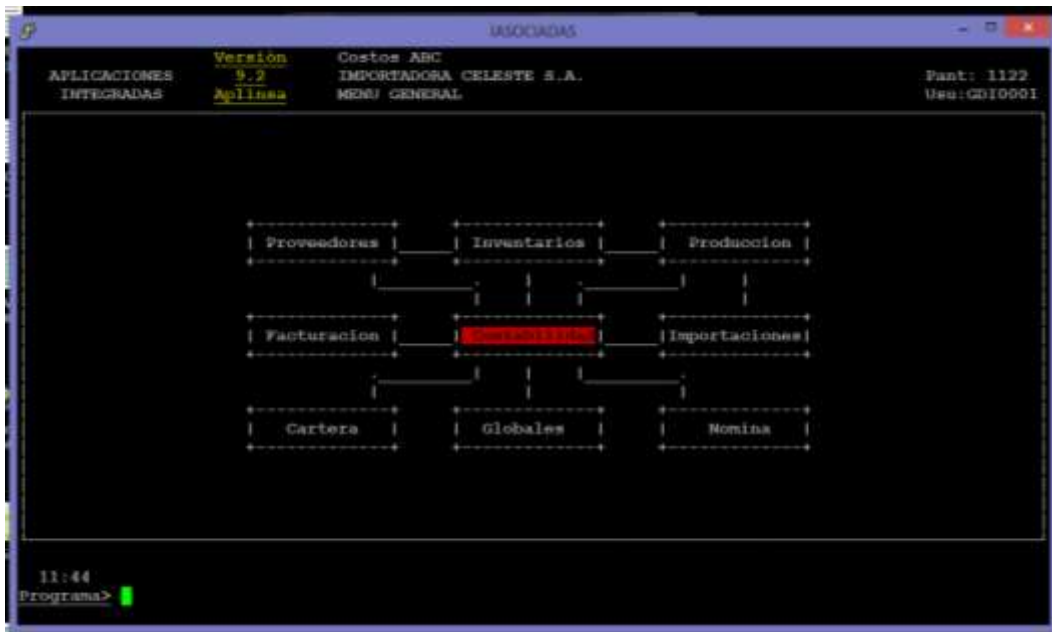 IASOCIADAS
Versión Costos ABC
APLICACIONES 9.2 IMPORTADORA CELESTE S.A. Pant: 1122
INTEGRADAS Aplinsa MENU GENERAL Usu:GDI0001
Proveedores Inventarios Produccion
Facturacion Contabilidad Importaciones
Cartera Globales Nomina
11:44
Programa>